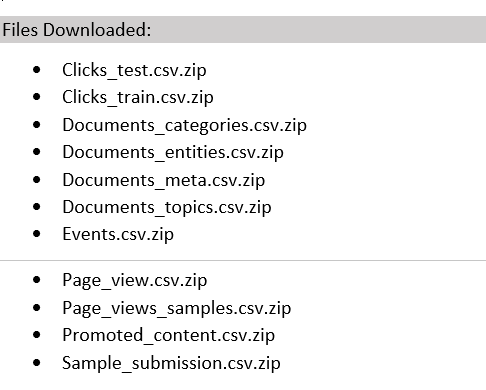 Files Downloaded:
• Clicks_test.csv.zip
• Clicks_train.csv.zip
• Documents_categories.csv.zip
• Documents_entities.csv.zip
• Documents_meta.csv.zip
• Documents_topics.csv.zip
• Events.csv.zip
• Page_view.csv.zip
• Page_views_samples.csv.zip
• Promoted_content.csv.zip
• Sample_submission.csv.zip